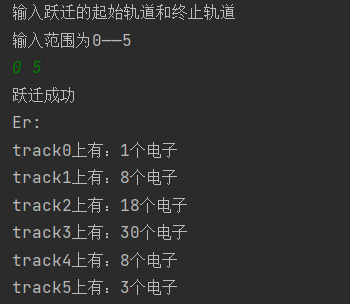 输入跃迁的起始轨道和终止轨道
输入范围为0——5
0 5
跃迁成功
Er:
track0上有：1个电子
track1上有：8个电子
track2上有：18个电子
track3上有：30个电子
track4上有：8个电子
track5上有：3个电子